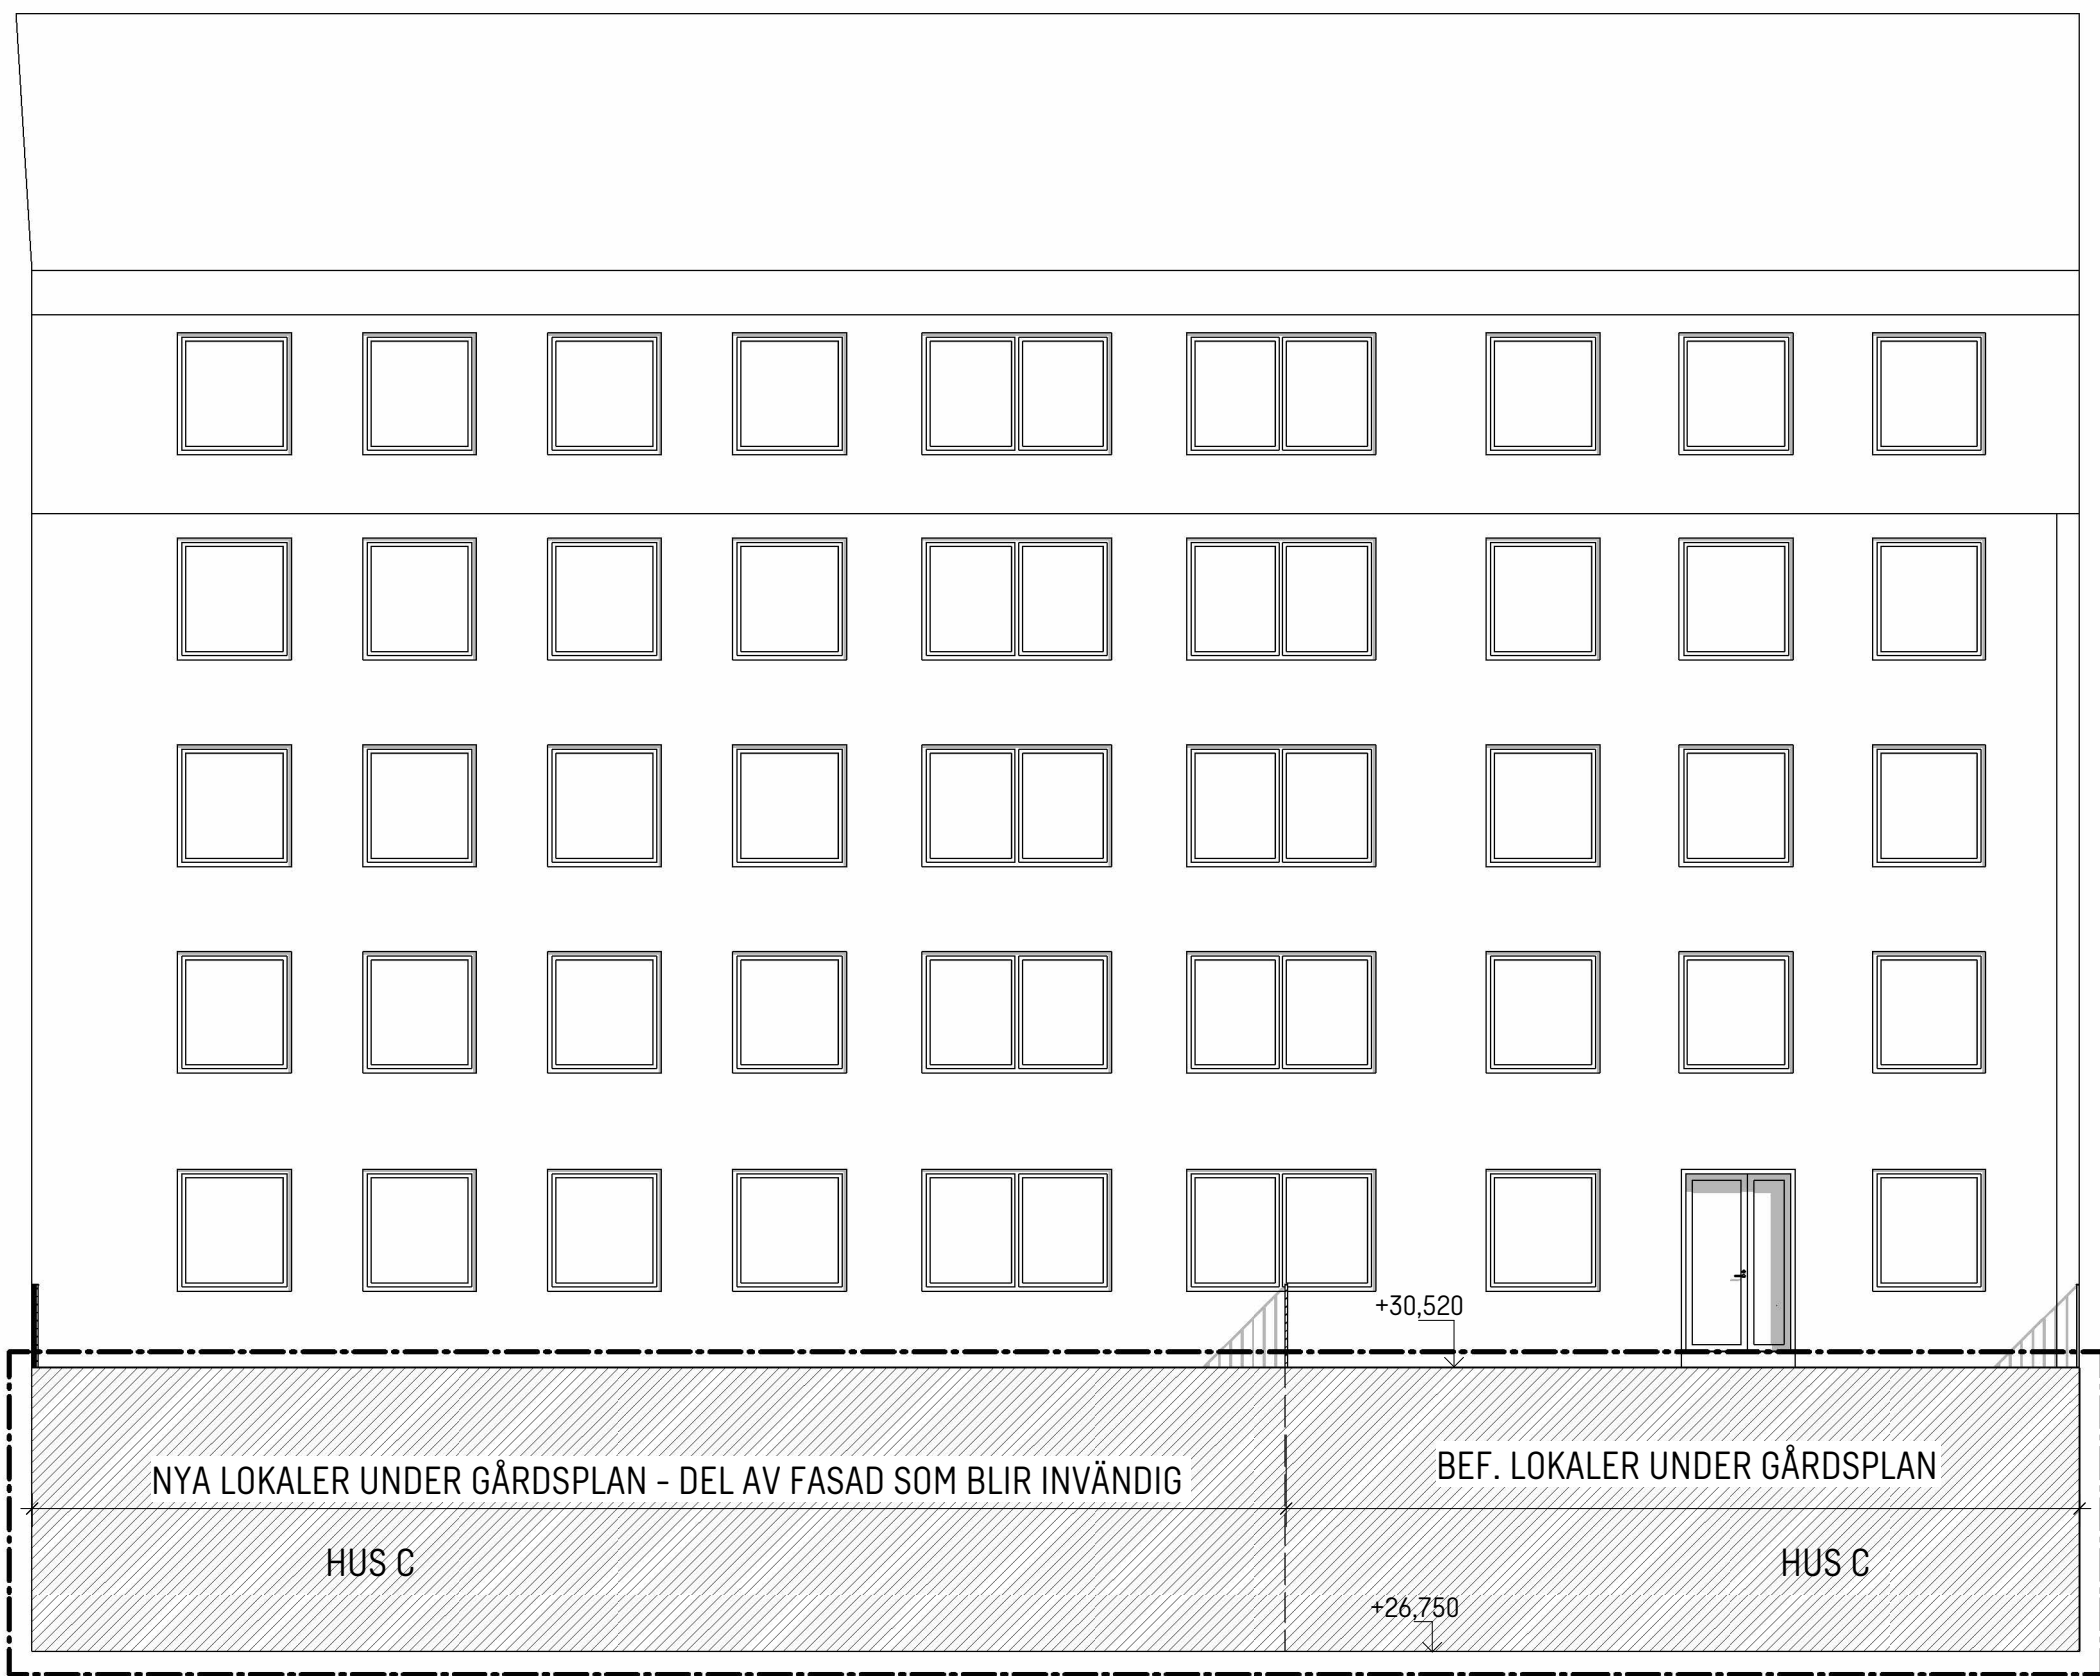 +30,520
NYA LOKALER UNDER GÅRDSPLAN - DEL AV FASAD SOM BLIR INVÄNDIG
BEF. LOKALER UNDER GÅRDSPLAN
HUS C
HUS C
+26,750